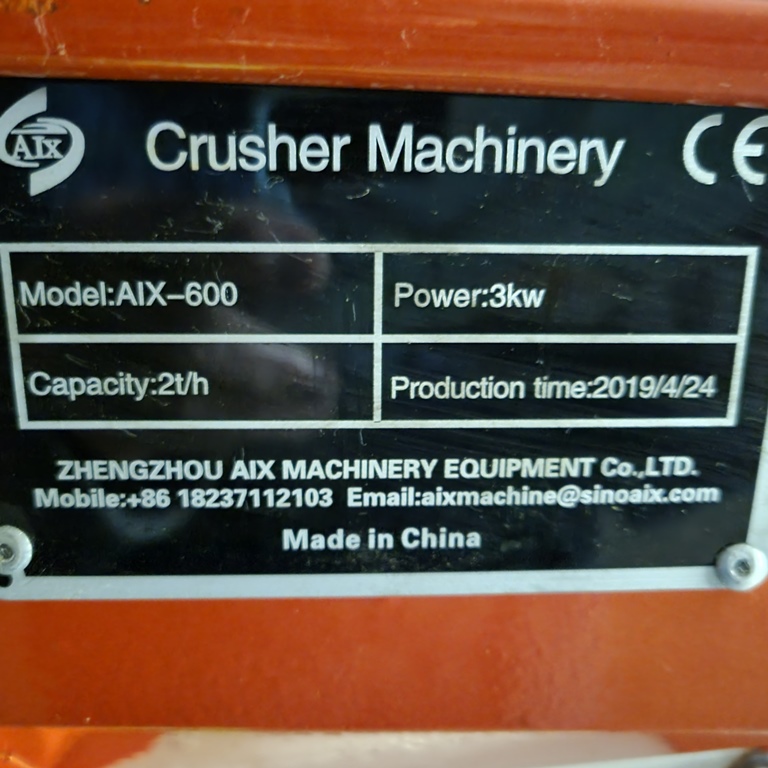 AIX Crusher Machinery CE
Model:AIX-600 Power:3kw
Capacity:2t/h Production time:2019/4/24
ZHENGZHOU AIX MACHINERY EQUIPMENT Co.,LTD.
Mobile:+86 18237112103 Email:aixmachine@sinoaix.com
Made in China